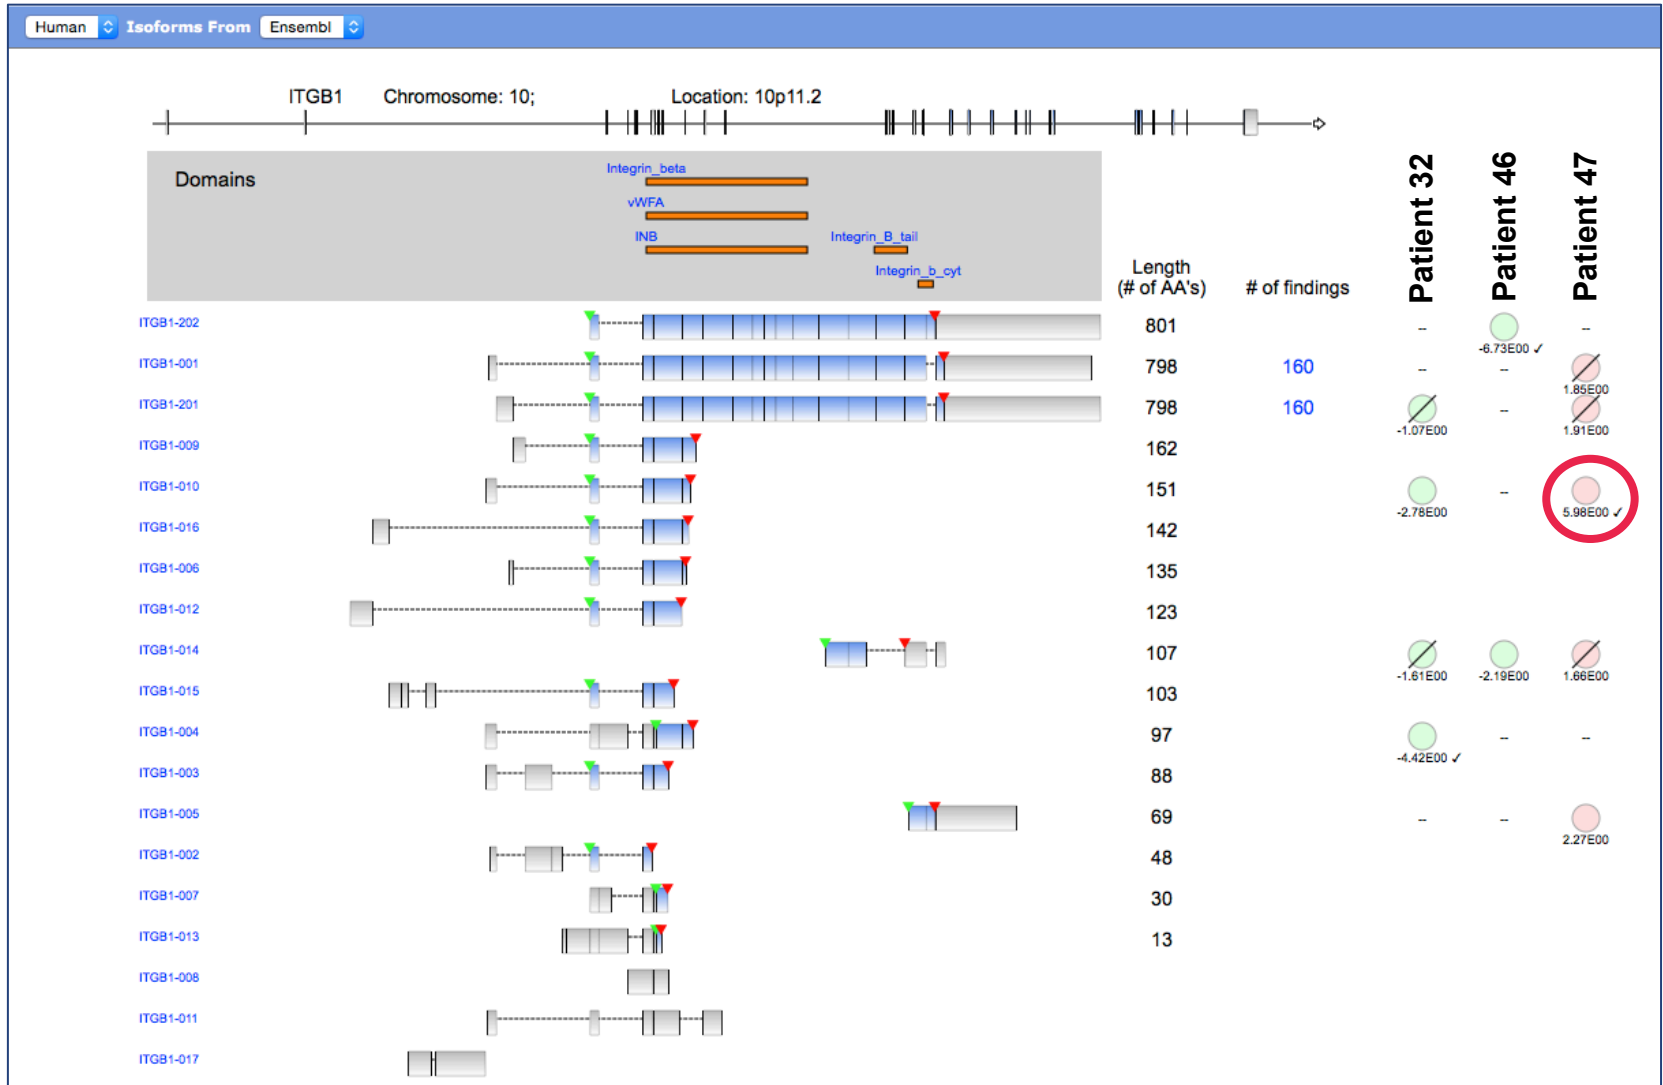 Human Isoforms From Ensembl
ITGB1 Chromosome: 10; Location: 10p11.2
Domains
Integrin_beta
vWFA
INB Integrin_B_tail
Integrin_b_cyt
Length
(# of AA's) # of findings Patient 32 Patient 46 Patient 47
ITGB1-202 801 -- --
-6.73E00 ✓
ITGB1-001 798 160 -- --
1.85E00
ITGB1-201 798 160 --
-1.07E00 1.91E00
ITGB1-009 162
ITGB1-010 151 --
-2.78E00 5.98E00 ✓
ITGB1-016 142
ITGB1-006 135
ITGB1-012 123
ITGB1-014 107
-1.61E00 -2.19E00 1.66E00
ITGB1-015 103
ITGB1-004 97 -- --
-4.42E00 ✓
ITGB1-003 88
ITGB1-005 69 -- --
2.27E00
ITGB1-002 48
ITGB1-007 30
ITGB1-013 13
ITGB1-008
ITGB1-011
ITGB1-017